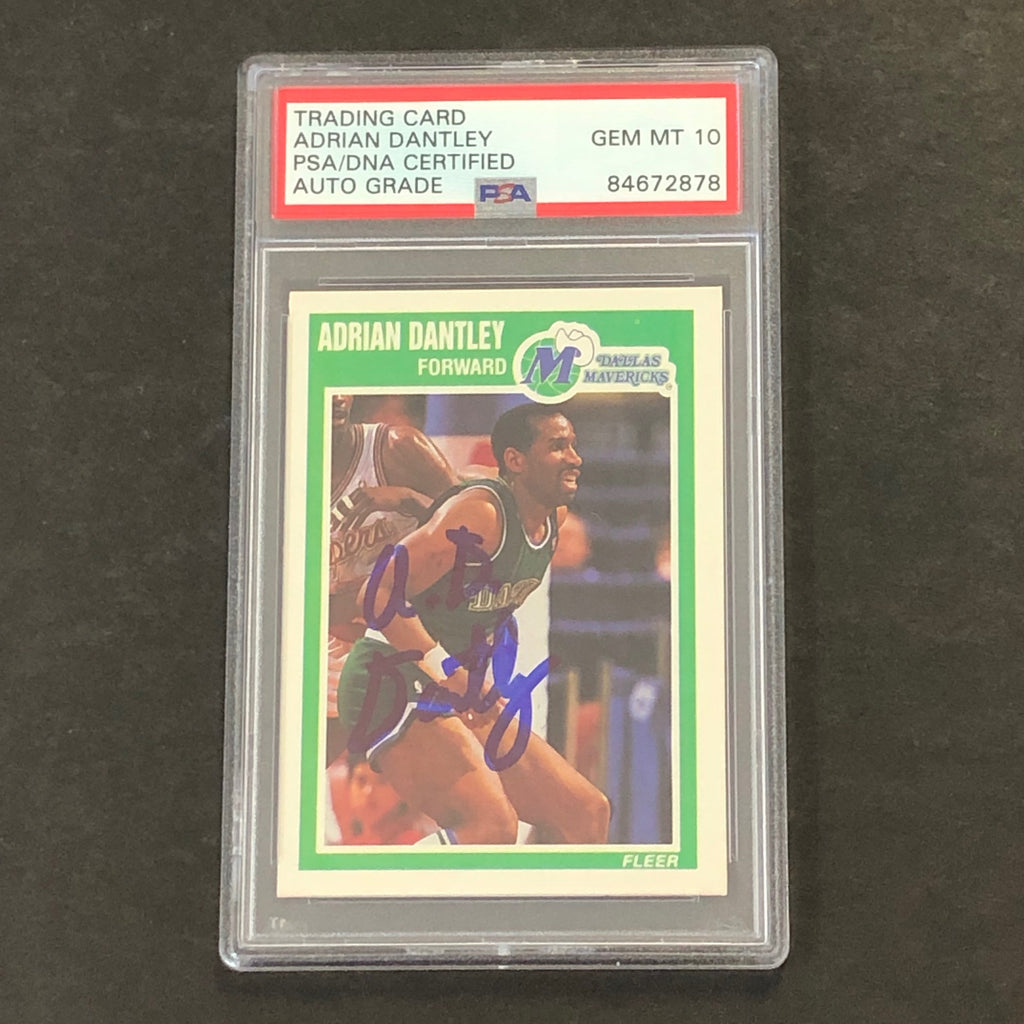 TRADING CARD
ADRIAN DANTLEY
PSA/DNA CERTIFIED
AUTO GRADE
GEM MT 10
84672878
PSA
ADRIAN DANTLEY
FORWARD
M
DALLAS
MAVERICKS
A. D.
Dantley
FLEER